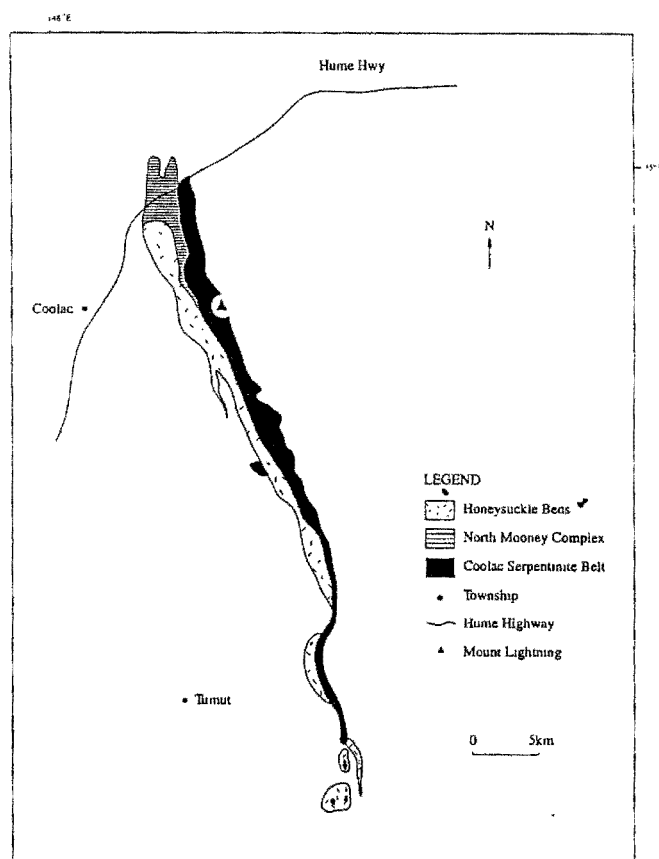 148°E
Hume Hwy
N
Coolac
LEGEND
Honeysuckle Beds
North Mooney Complex
Coolac Serpentinite Belt
Township
Hume Highway
Mount Lightning
Tumut
0 5km